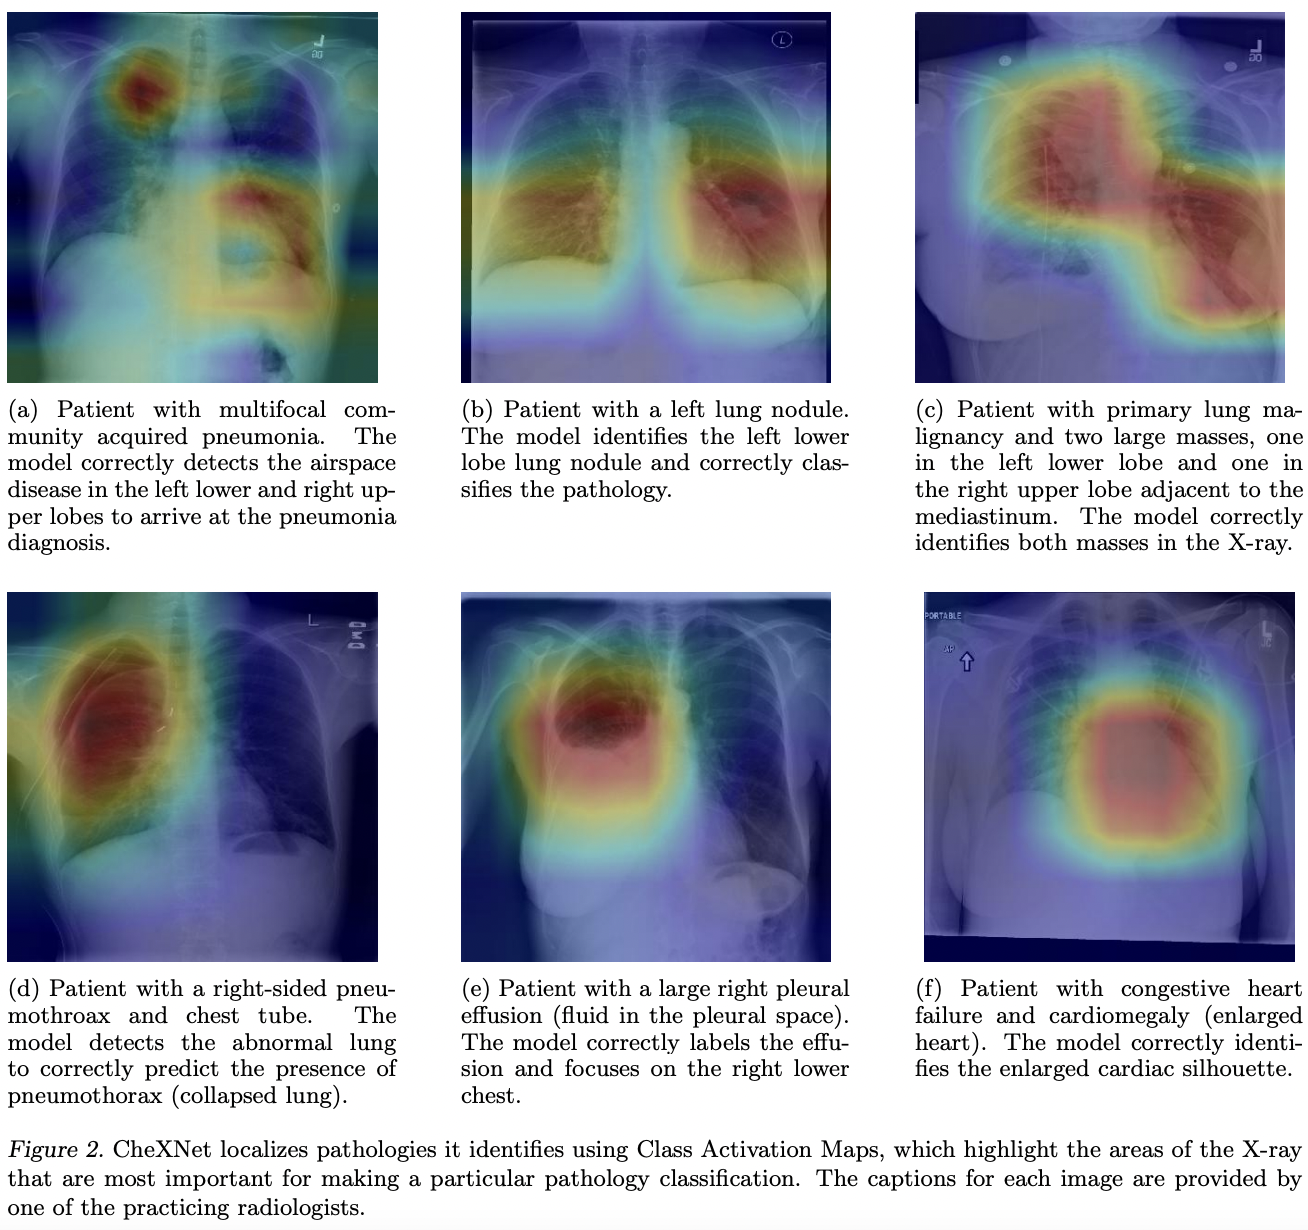 L
(a) Patient with multifocal com-
munity acquired pneumonia. The
model correctly detects the airspace
disease in the left lower and right up-
per lobes to arrive at the pneumonia
diagnosis.
L
(b) Patient with a left lung nodule.
The model identifies the left lower
lobe lung nodule and correctly clas-
sifies the pathology.
L
(c) Patient with primary lung ma-
lignancy and two large masses, one
in the left lower lobe and one in
the right upper lobe adjacent to the
mediastinum. The model correctly
identifies both masses in the X-ray.
L
(d) Patient with a right-sided pneu-
mothroax and chest tube. The
model detects the abnormal lung
to correctly predict the presence of
pneumothorax (collapsed lung).
(e) Patient with a large right pleural
effusion (fluid in the pleural space).
The model correctly labels the effu-
sion and focuses on the right lower
chest.
PORTABLE
AP
L
(f) Patient with congestive heart
failure and cardiomegaly (enlarged
heart). The model correctly identi-
fies the enlarged cardiac silhouette.
Figure 2. CheXNet localizes pathologies it identifies using Class Activation Maps, which highlight the areas of the X-ray
that are most important for making a particular pathology classification. The captions for each image are provided by
one of the practicing radiologists.